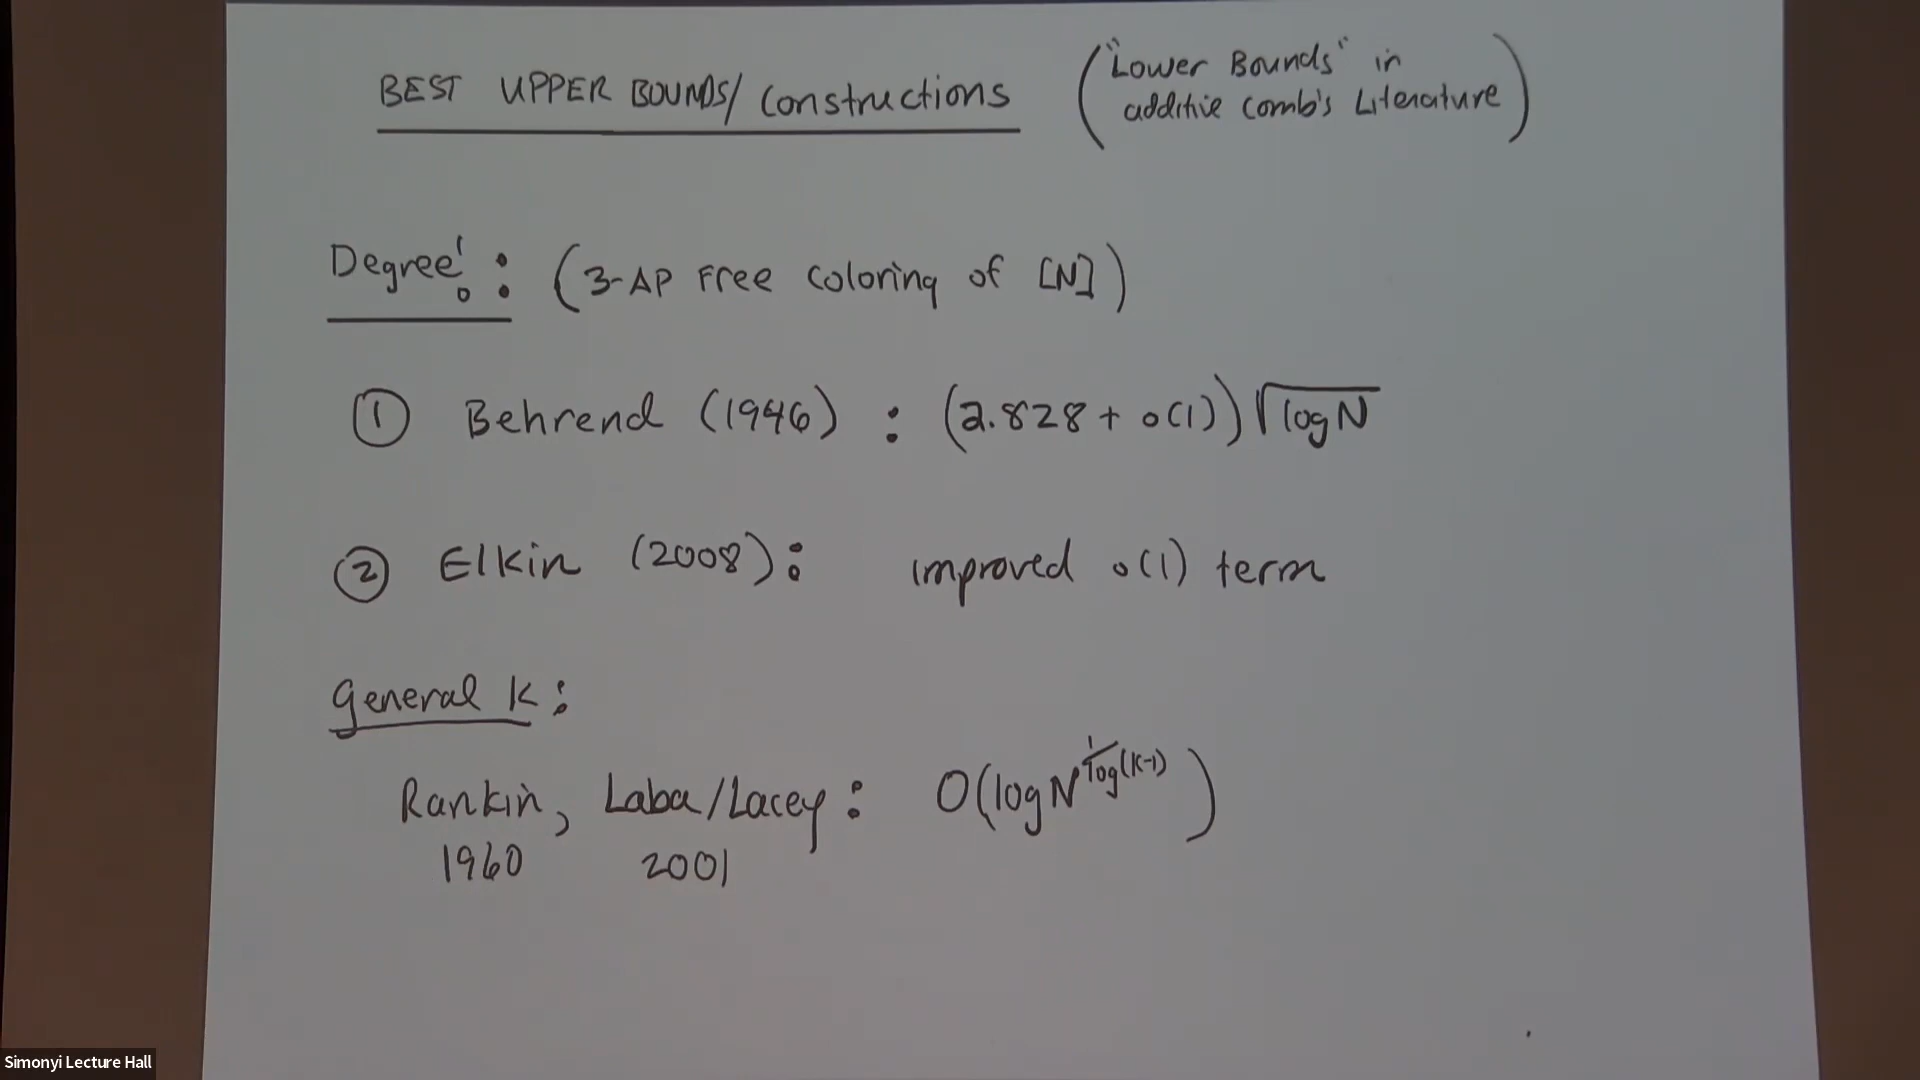 BEST UPPER BOUNDS/Constructions ("Lower Bounds" in
additive comb's Literature)
Degree! : (3-AP Free Coloring of [N])
① Behrend (1946) : (2.828 + o(1)) √logN
② Elkin (2008) : improved o(1) term
General K :
Rankin, Laba/Lacey : O(logN^1/log(K-1))
1960 2001
Simonyi Lecture Hall